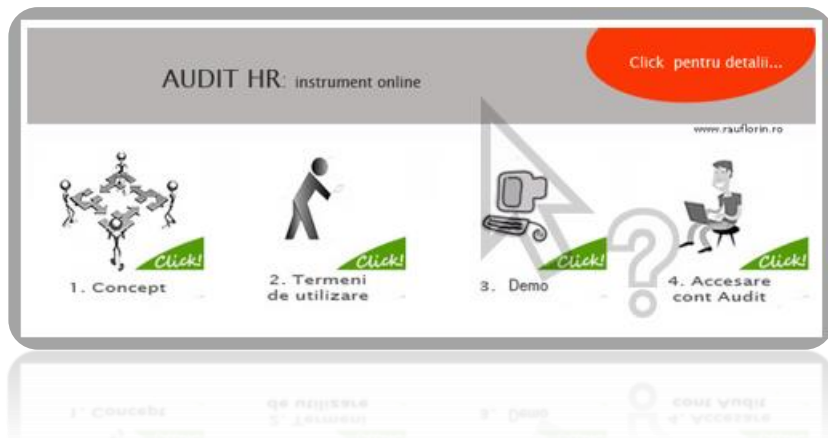 AUDIT HR: instrument online
Click pentru detalii...
www.rauflorin.ro
Click!
Click!
Click!
Click!
1. Concept
2. Termeni
de utilizare
3. Demo
4. Accesare
cont Audit